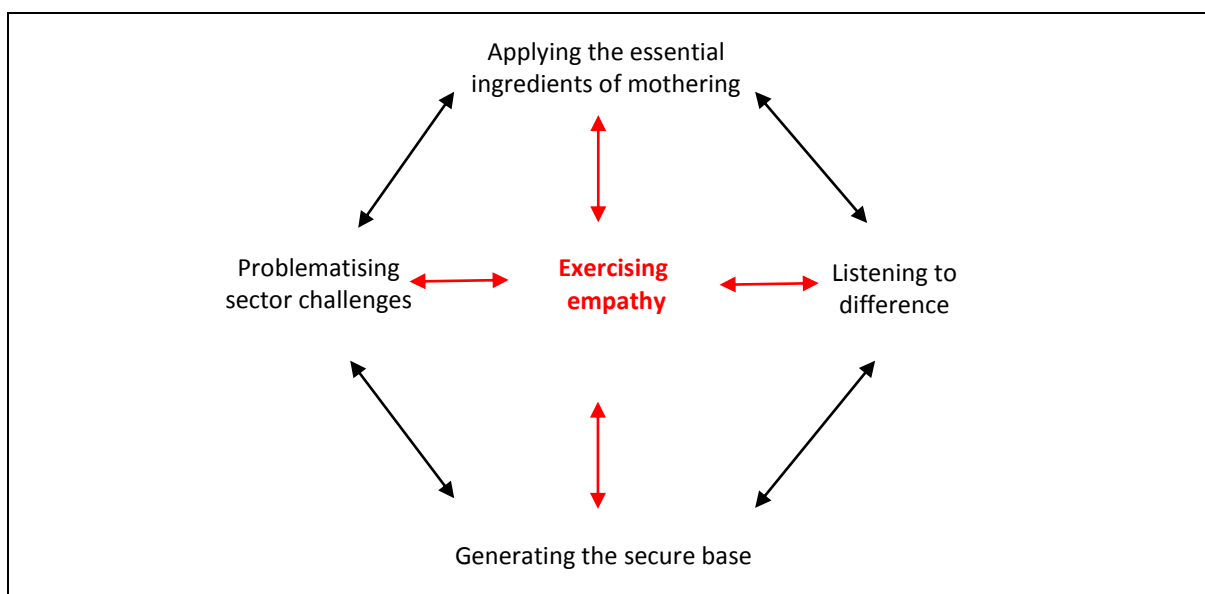 Applying the essential
ingredients of mothering
Problematising
sector challenges
Exercising
empathy
Listening to
difference
Generating the secure base